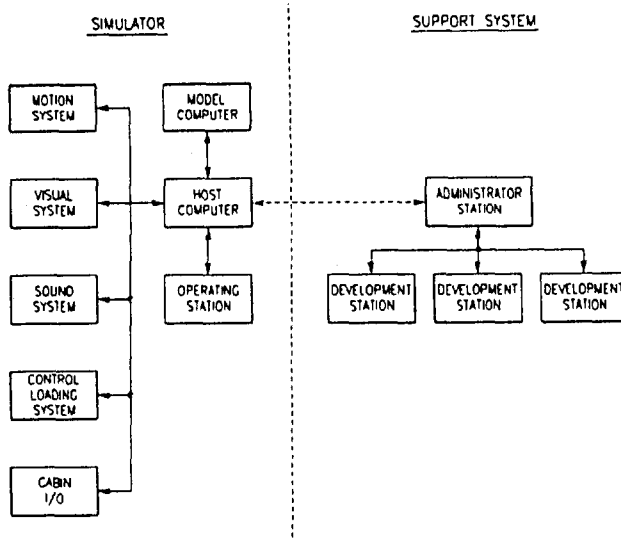 SIMULATOR
SUPPORT SYSTEM
MOTION
SYSTEM
MODEL
COMPUTER
VISUAL
SYSTEM
HOST
COMPUTER
ADMINISTRATOR
STATION
SOUND
SYSTEM
OPERATING
STATION
DEVELOPMENT
STATION
DEVELOPMENT
STATION
DEVELOPMENT
STATION
CONTROL
LOADING
SYSTEM
CABIN
I/O